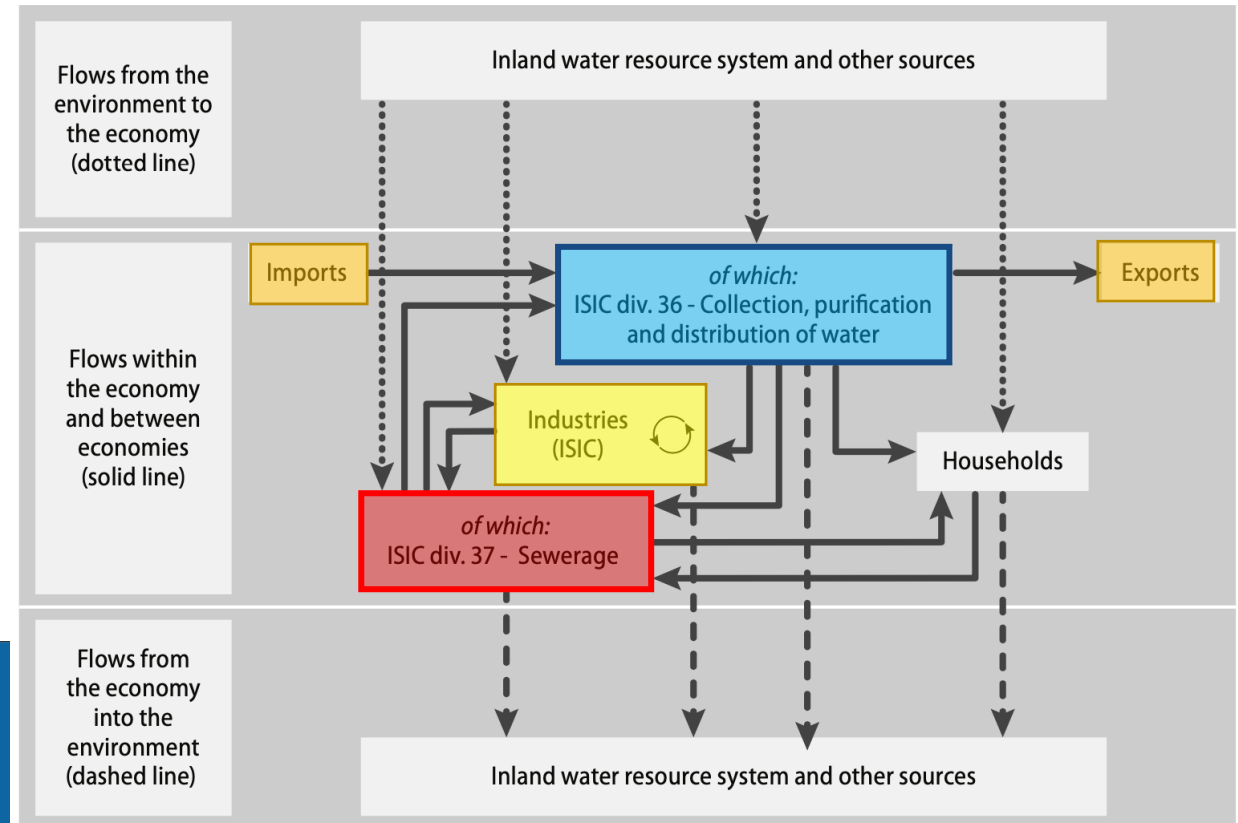 Flows from the
environment to
the economy
(dotted line)
Inland water resource system and other sources
Flows within
the economy
and between
economies
(solid line)
Imports
of which:
ISIC div. 36 - Collection, purification
and distribution of water
Exports
Industries
(ISIC)
Households
of which:
ISIC div. 37 - Sewerage
Flows from
the economy
into the
environment
(dashed line)
Inland water resource system and other sources